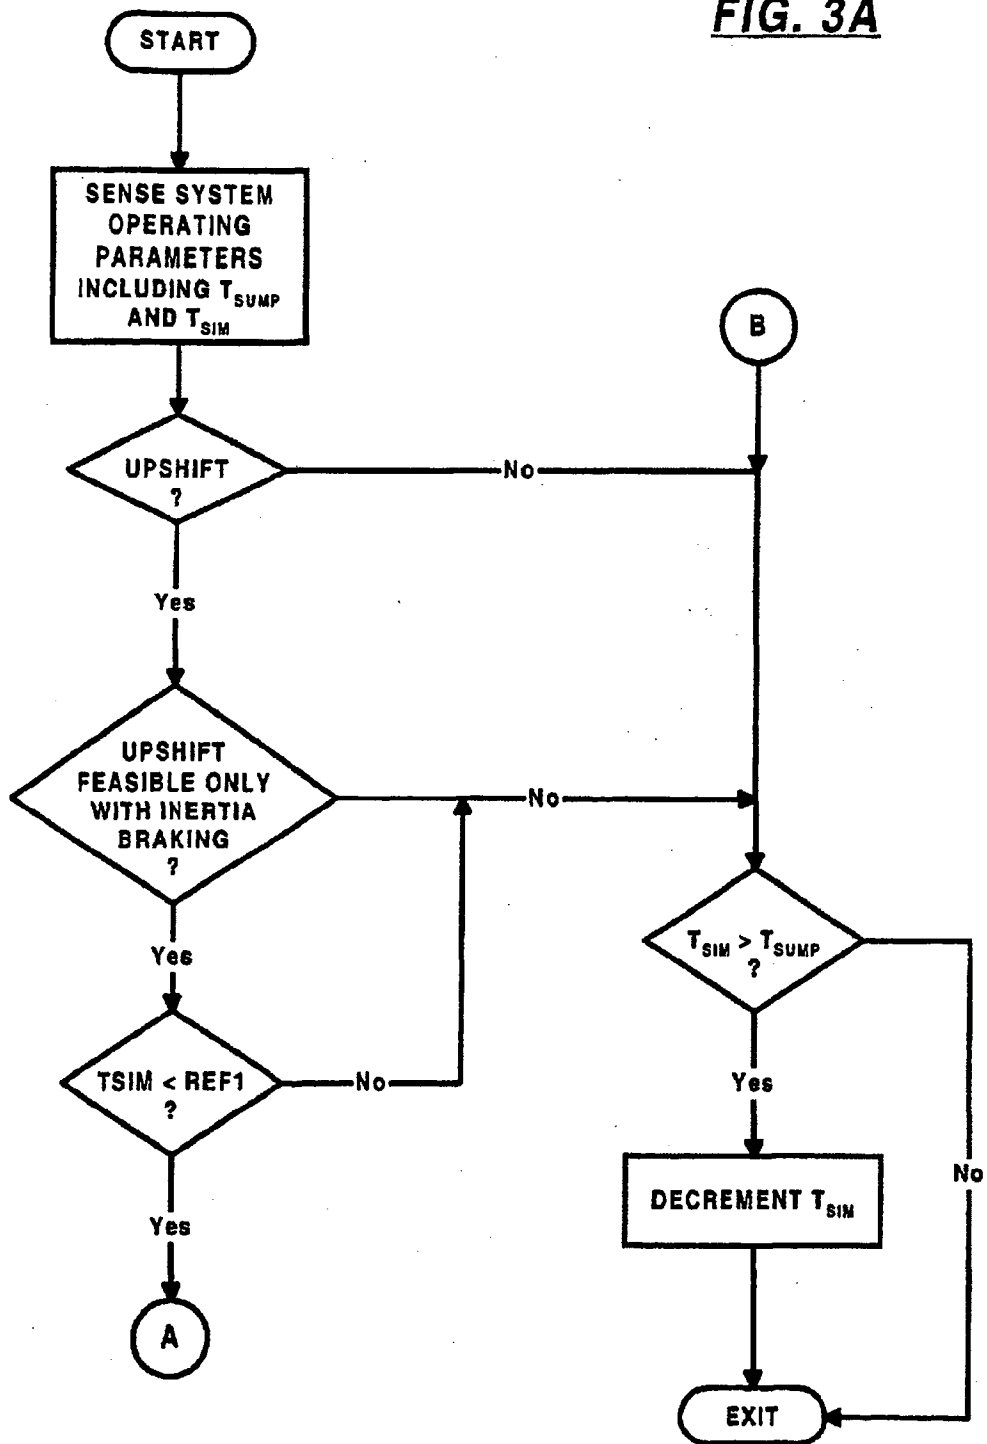 FIG. 3A
START
SENSE SYSTEM
OPERATING
PARAMETERS
INCLUDING T_SUMP
AND T_SIM
B
UPSHIFT
?
No
Yes
UPSHIFT
FEASIBLE ONLY
WITH INERTIA
BRAKING
?
No
Yes
T_SIM > T_SUMP
?
TSIM < REF1
?
No
Yes
No
DECREMENT T_SIM
Yes
A
EXIT